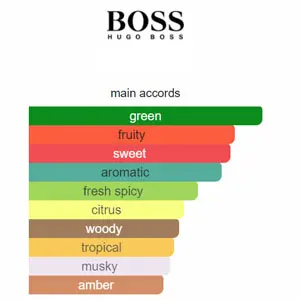 BOSS
HUGO BOSS
main accords
green
fruity
sweet
aromatic
fresh spicy
citrus
woody
tropical
musky
amber